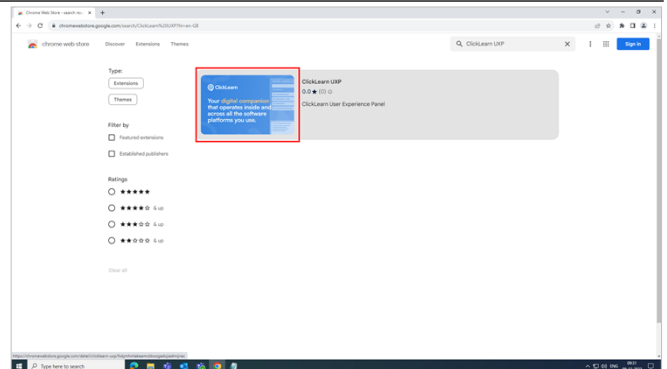 Chrome Web Store - search res
chromewebstore.google.com/search/ClickLearn%20UXP?hl=en-GB
chrome web store
Discover
Extensions
Themes
ClickLearn UXP
Sign in
Type:
Extensions
Themes
Filter by
Featured extensions
Established publishers
Ratings
& up
& up
& up
Clear all
ClickLearn
Your digital companion
that operates inside and
across all the software
platforms you use.
ClickLearn UXP
0.0 ★ (0)
ClickLearn User Experience Panel
Type here to search
ENG